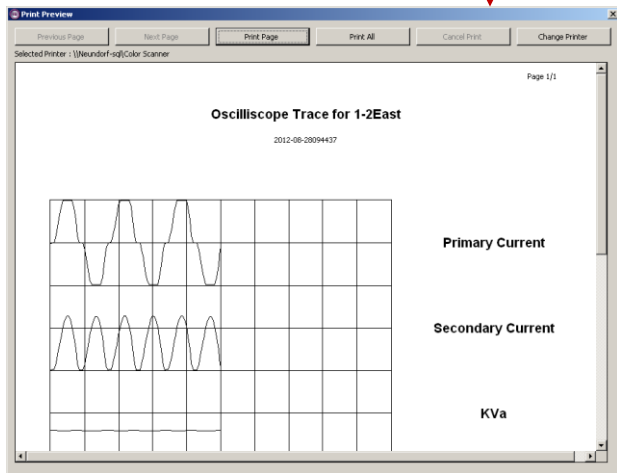 Print Preview
Previous Page Next Page Print Page Print All Cancel Print Change Printer
Selected Printer : \\Neundorf-sql\Color Scanner
Page 1/1
Oscilliscope Trace for 1-2East
2012-08-28094437
Primary Current
Secondary Current
KVa